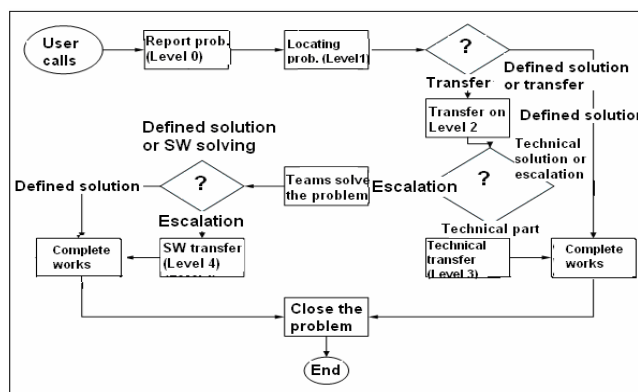 User
calls
Report prob.
(Level 0)
Locating
prob. (Level1)
?
Defined solution
or transfer
Transfer
Defined solution
Transfer on
Level 2
Technical
solution or
escalation
?
Escalation
Technical part
Teams solve
the problem
Defined solution
or SW solving
?
Defined solution
Escalation
Complete
works
SW transfer
(Level 4)
Technical
transfer
(Level 3)
Complete
works
Close the
problem
End